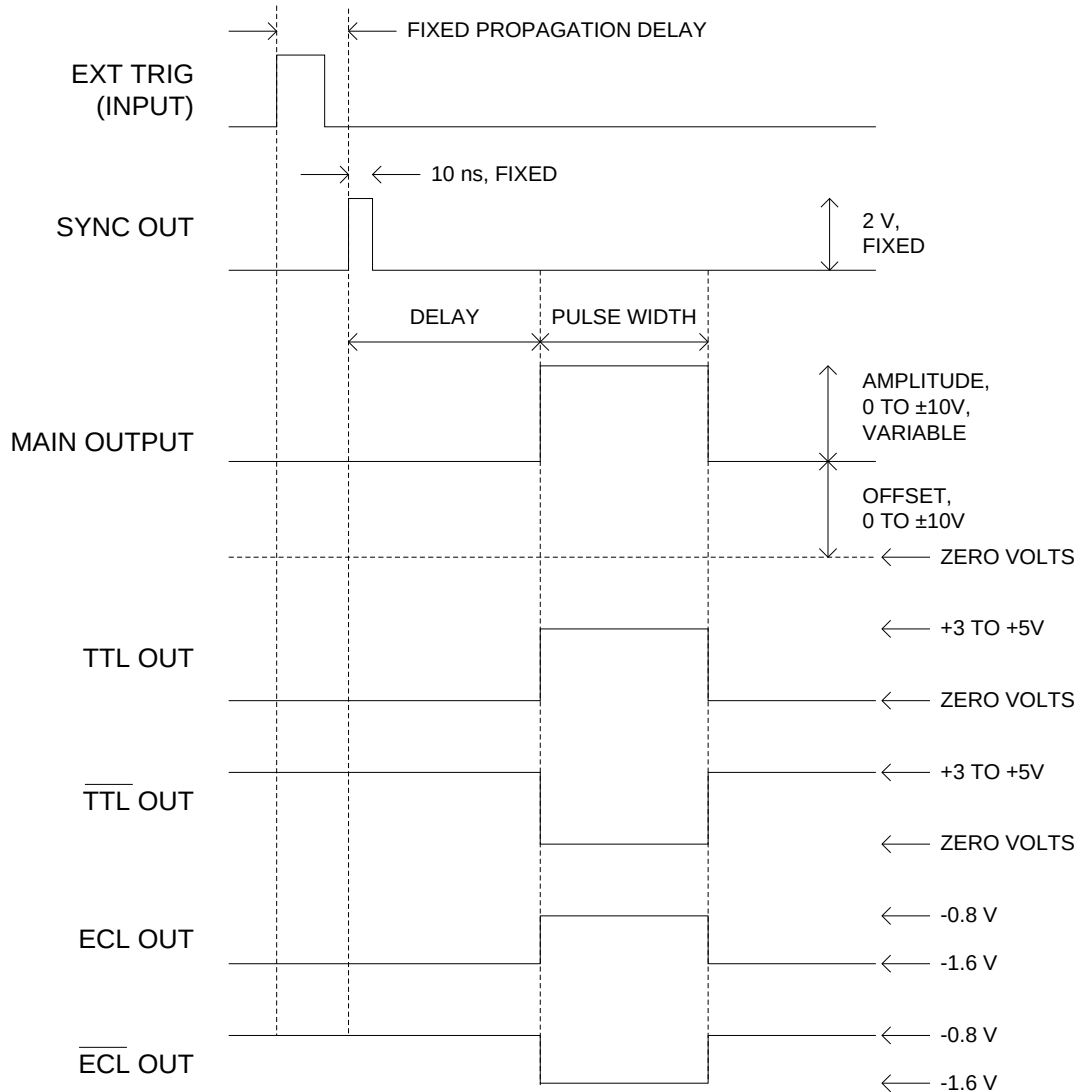 FIXED PROPAGATION DELAY
EXT TRIG
(INPUT)
10 ns, FIXED
SYNC OUT
2 V,
FIXED
DELAY
PULSE WIDTH
AMPLITUDE,
0 TO ±10V,
VARIABLE
MAIN OUTPUT
OFFSET,
0 TO ±10V
ZERO VOLTS
+3 TO +5V
TTL OUT
ZERO VOLTS
+3 TO +5V
T̅T̅L̅ OUT
ZERO VOLTS
-0.8 V
ECL OUT
-1.6 V
-0.8 V
E̅C̅L̅ OUT
-1.6 V